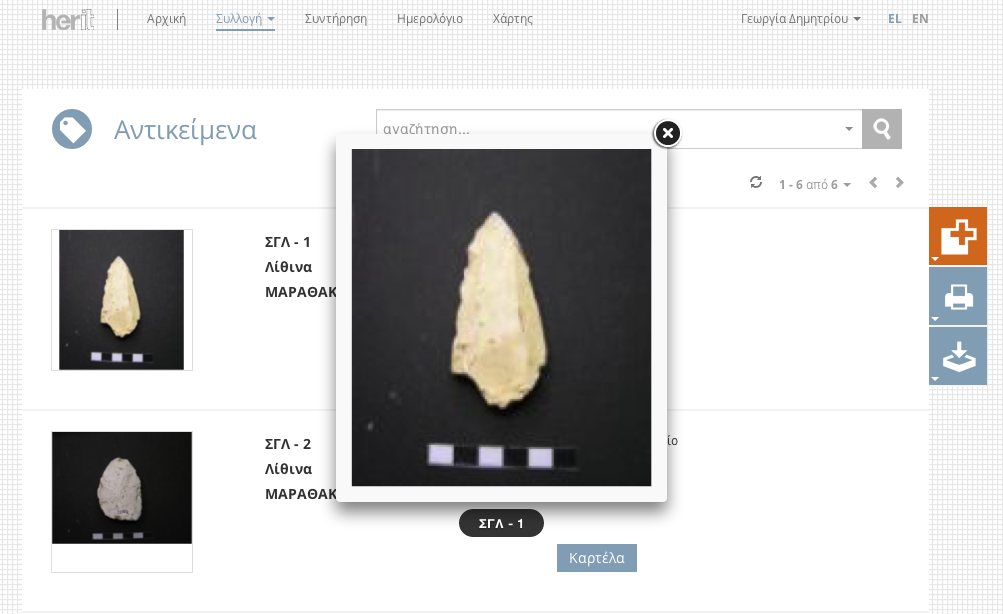 herit
Αρχική
Συλλογή
Συντήρηση
Ημερολόγιο
Χάρτης
Γεωργία Δημητρίου
EL EN
Αντικείμενα
αναζήτηση...
1 - 6 από 6
ΣΓΛ - 1
Λίθινα
ΜΑΡΑΘΑΚ
ΣΓΛ - 2
Λίθινα
ΜΑΡΑΘΑΚ
ίο
ΣΓΛ - 1
Καρτέλα